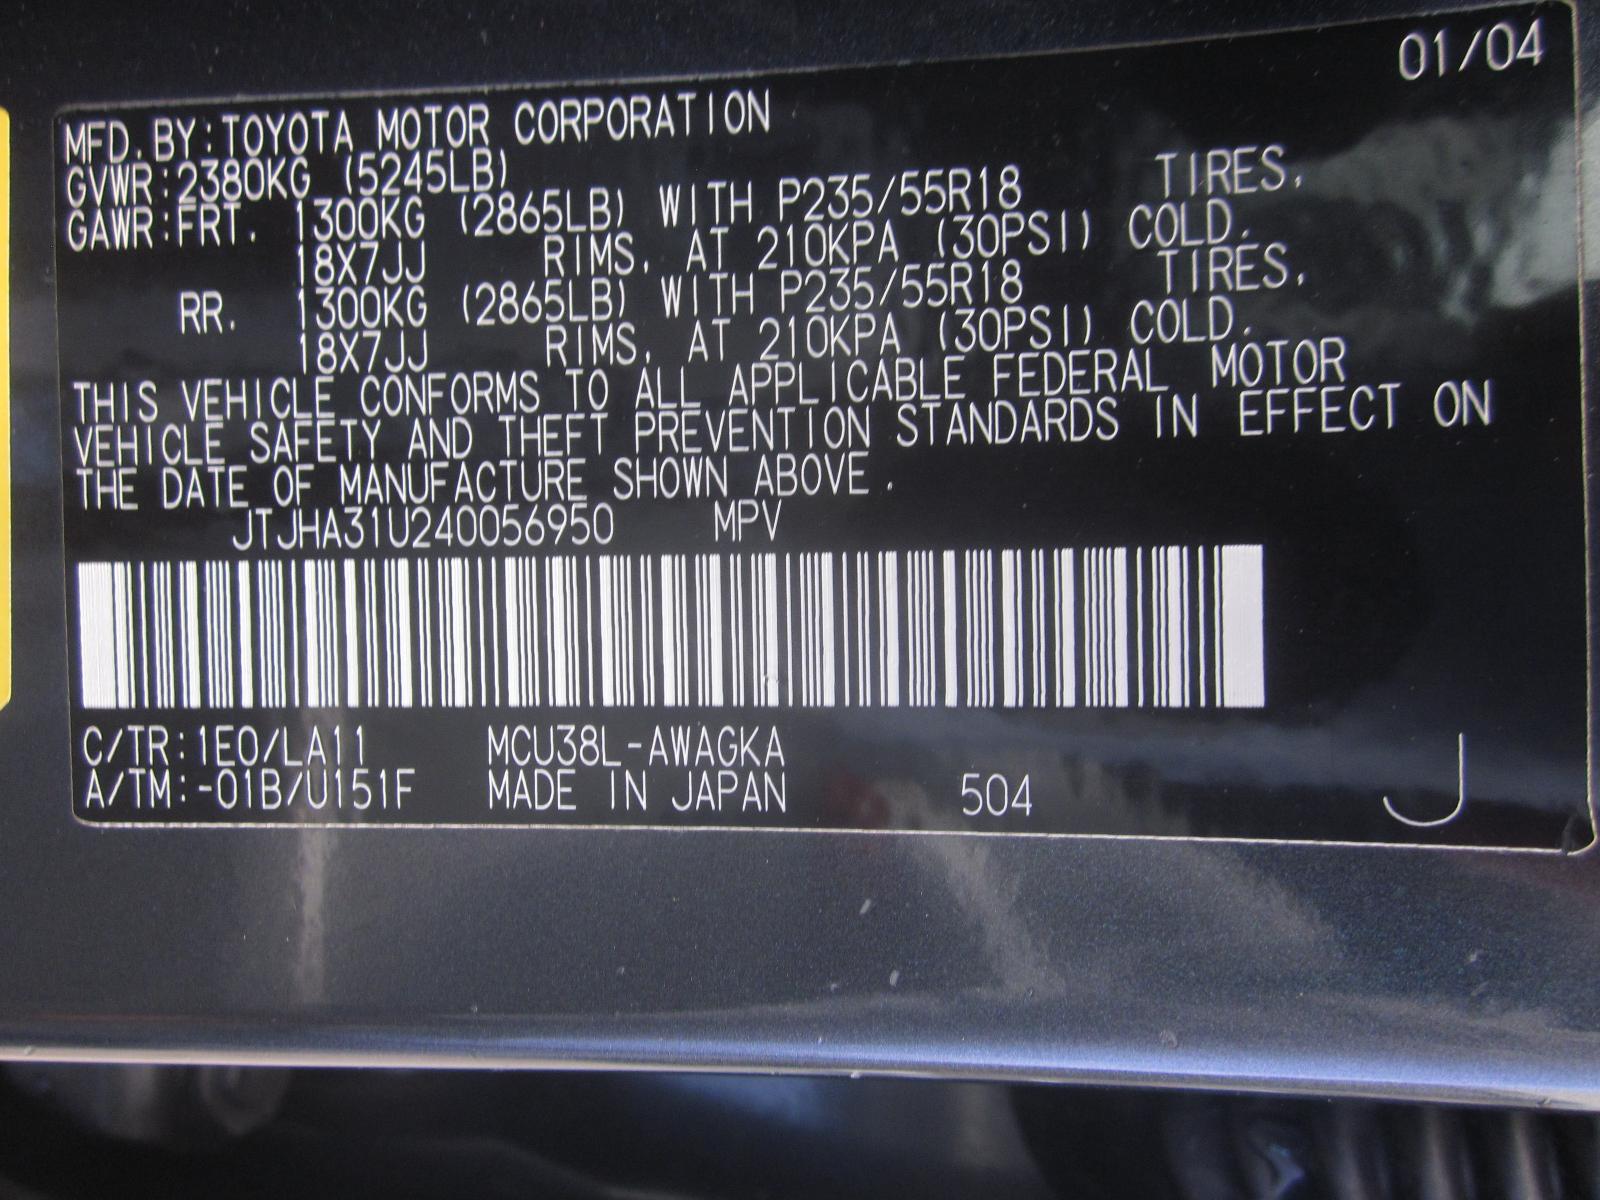 01/04
MFD. BY: TOYOTA MOTOR CORPORATION
GVWR: 2380KG (5245LB)
GAWR: FRT. 1300KG (2865LB) WITH P235/55R18 TIRES,
18X7JJ RIMS, AT 210KPA (30PSI) COLD.
RR. 1300KG (2865LB) WITH P235/55R18 TIRES,
18X7JJ RIMS, AT 210KPA (30PSI) COLD.
THIS VEHICLE CONFORMS TO ALL APPLICABLE FEDERAL MOTOR
VEHICLE SAFETY AND THEFT PREVENTION STANDARDS IN EFFECT ON
THE DATE OF MANUFACTURE SHOWN ABOVE.
JTJHA31U240056950 MPV
C/TR: 1E0/LA11 MCU38L-AWAGKA
A/TM: -01B/U151F MADE IN JAPAN 504 J